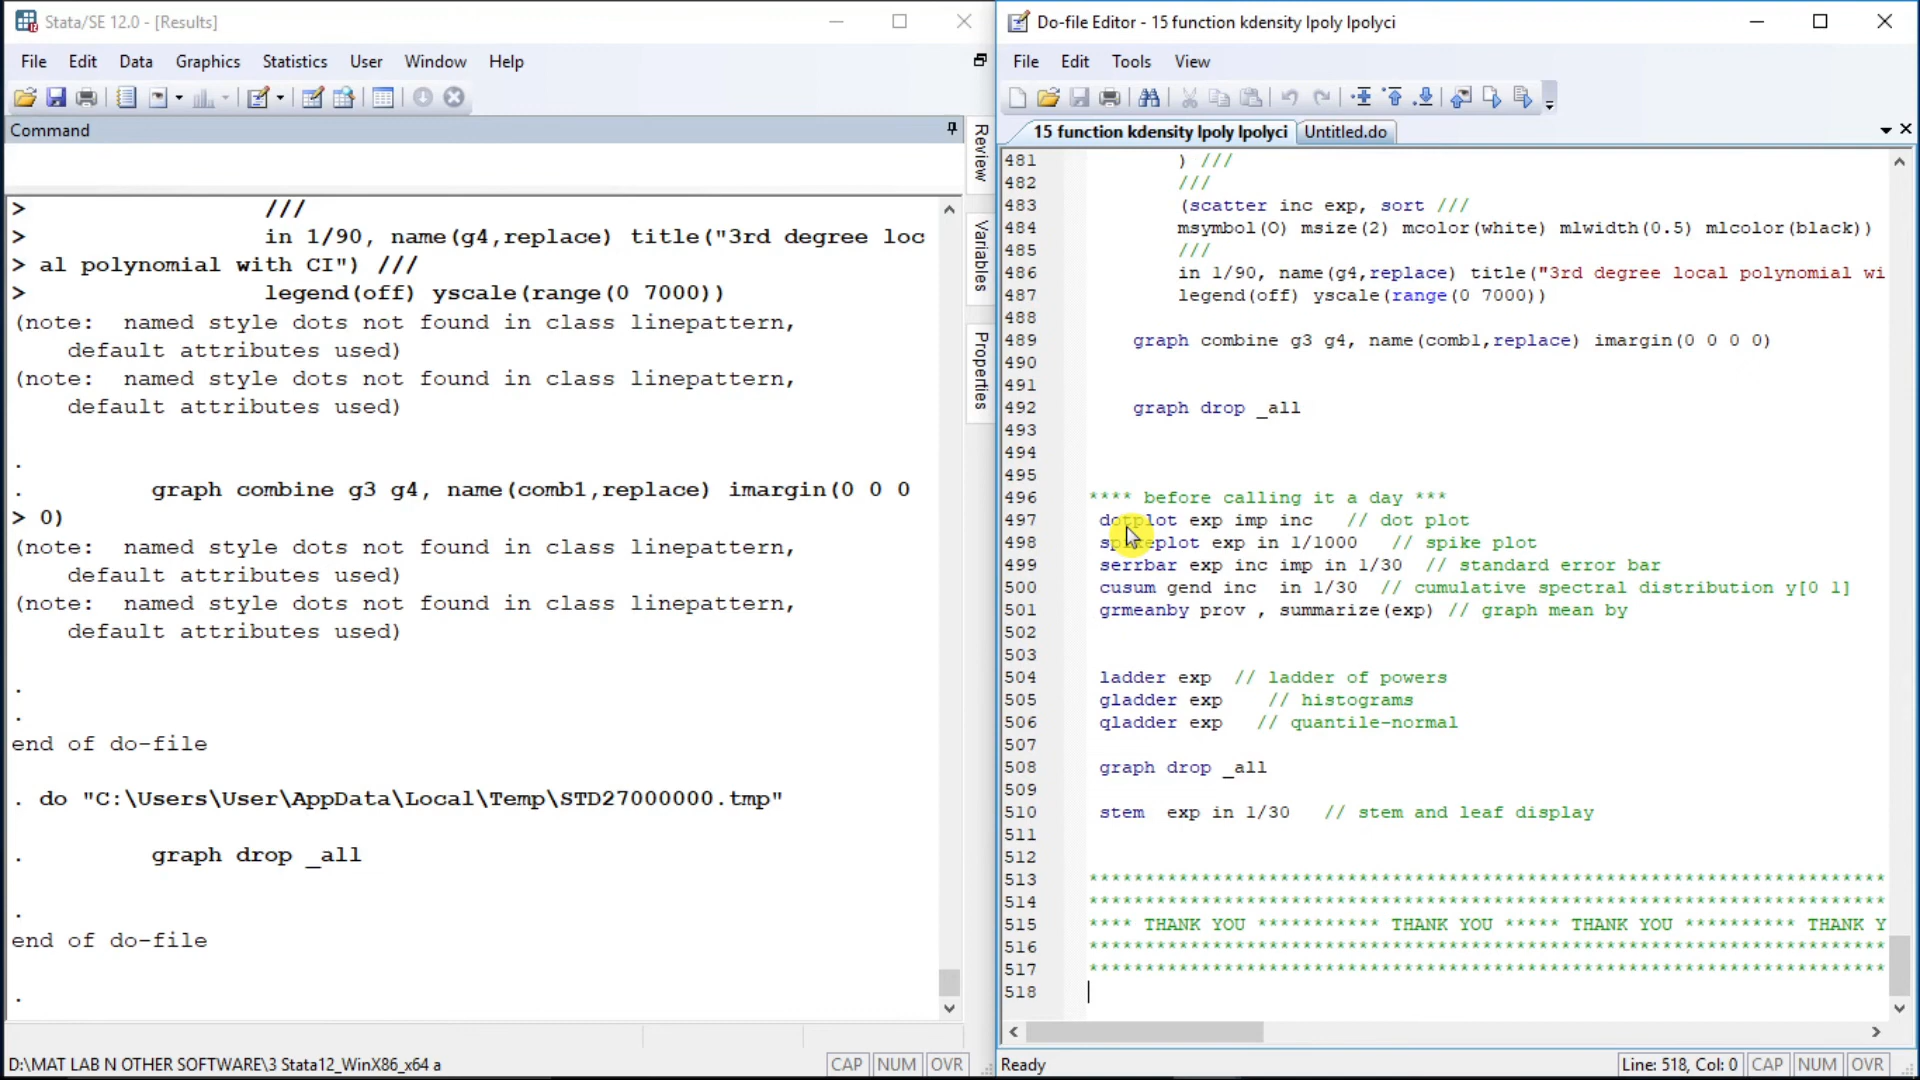 Stata/SE 12.0 - [Results]
File Edit Data Graphics Statistics User Window Help
Command
Review
Variables
Properties
> ///
> in 1/90, name(g4,replace) title("3rd degree loc
> al polynomial with CI") ///
> legend(off) yscale(range(0 7000))
(note: named style dots not found in class linepattern,
default attributes used)
(note: named style dots not found in class linepattern,
default attributes used)
.
. graph combine g3 g4, name(comb1,replace) imargin(0 0 0
> 0)
(note: named style dots not found in class linepattern,
default attributes used)
(note: named style dots not found in class linepattern,
default attributes used)
.
.
end of do-file
. do "C:\Users\User\AppData\Local\Temp\STD27000000.tmp"
. graph drop _all
.
end of do-file
.
D:\MAT LAB N OTHER SOFTWARE\3 Stata12_WinX86_x64 a
CAP NUM OVR
Do-file Editor - 15 function kdensity lpoly lpolyci
File Edit Tools View
15 function kdensity lpoly lpolyci Untitled.do
481 ) ///
482 ///
483 (scatter inc exp, sort ///
484 msymbol(O) msize(2) mcolor(white) mlwidth(0.5) mlcolor(black))
485 ///
486 in 1/90, name(g4,replace) title("3rd degree local polynomial wi
487 legend(off) yscale(range(0 7000))
488
489 graph combine g3 g4, name(comb1,replace) imargin(0 0 0 0)
490
491
492 graph drop _all
493
494
495
496 **** before calling it a day ***
497 dotplot exp imp inc // dot plot
498 spikeplot exp in 1/1000 // spike plot
499 serrbar exp inc imp in 1/30 // standard error bar
500 cusum gend inc in 1/30 // cumulative spectral distribution y[0 1]
501 grmeanby prov , summarize(exp) // graph mean by
502
503
504 ladder exp // ladder of powers
505 gladder exp // histograms
506 qladder exp // quantile-normal
507
508 graph drop _all
509
510 stem exp in 1/30 // stem and leaf display
511
512
513 ***********************************************************************
514 ***********************************************************************
515 **** THANK YOU *********** THANK YOU ***** THANK YOU ********** THANK Y
516 ***********************************************************************
517 ***********************************************************************
518
Ready
Line: 518, Col: 0 CAP NUM OVR